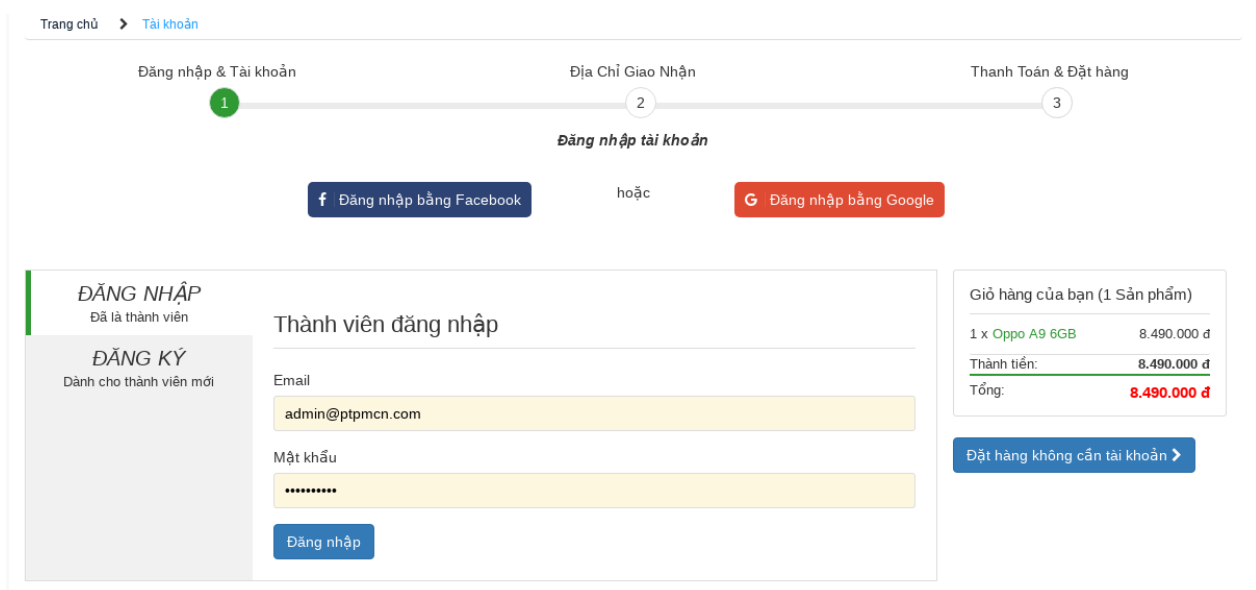 Trang chủ Tài khoản
Đăng nhập & Tài khoản Địa Chỉ Giao Nhận Thanh Toán & Đặt hàng
1 2 3
Đăng nhập tài khoản
Đăng nhập bằng Facebook hoặc G Đăng nhập bằng Google
ĐĂNG NHẬP
Đã là thành viên
ĐĂNG KÝ
Dành cho thành viên mới
Thành viên đăng nhập
Email
admin@ptpmcn.com
Mật khẩu
••••••••••
Đăng nhập
Giỏ hàng của bạn (1 Sản phẩm)
1 x Oppo A9 6GB 8.490.000 đ
Thành tiền: 8.490.000 đ
Tổng: 8.490.000 đ
Đặt hàng không cần tài khoản